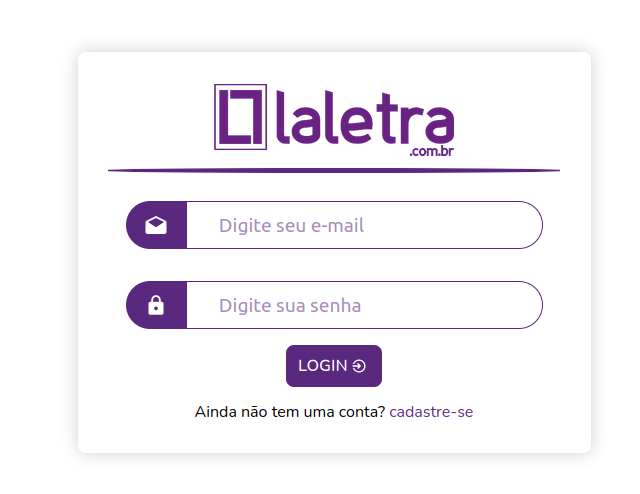 laletra
.com.br
Digite seu e-mail
Digite sua senha
LOGIN
Ainda não tem uma conta? cadastre-se